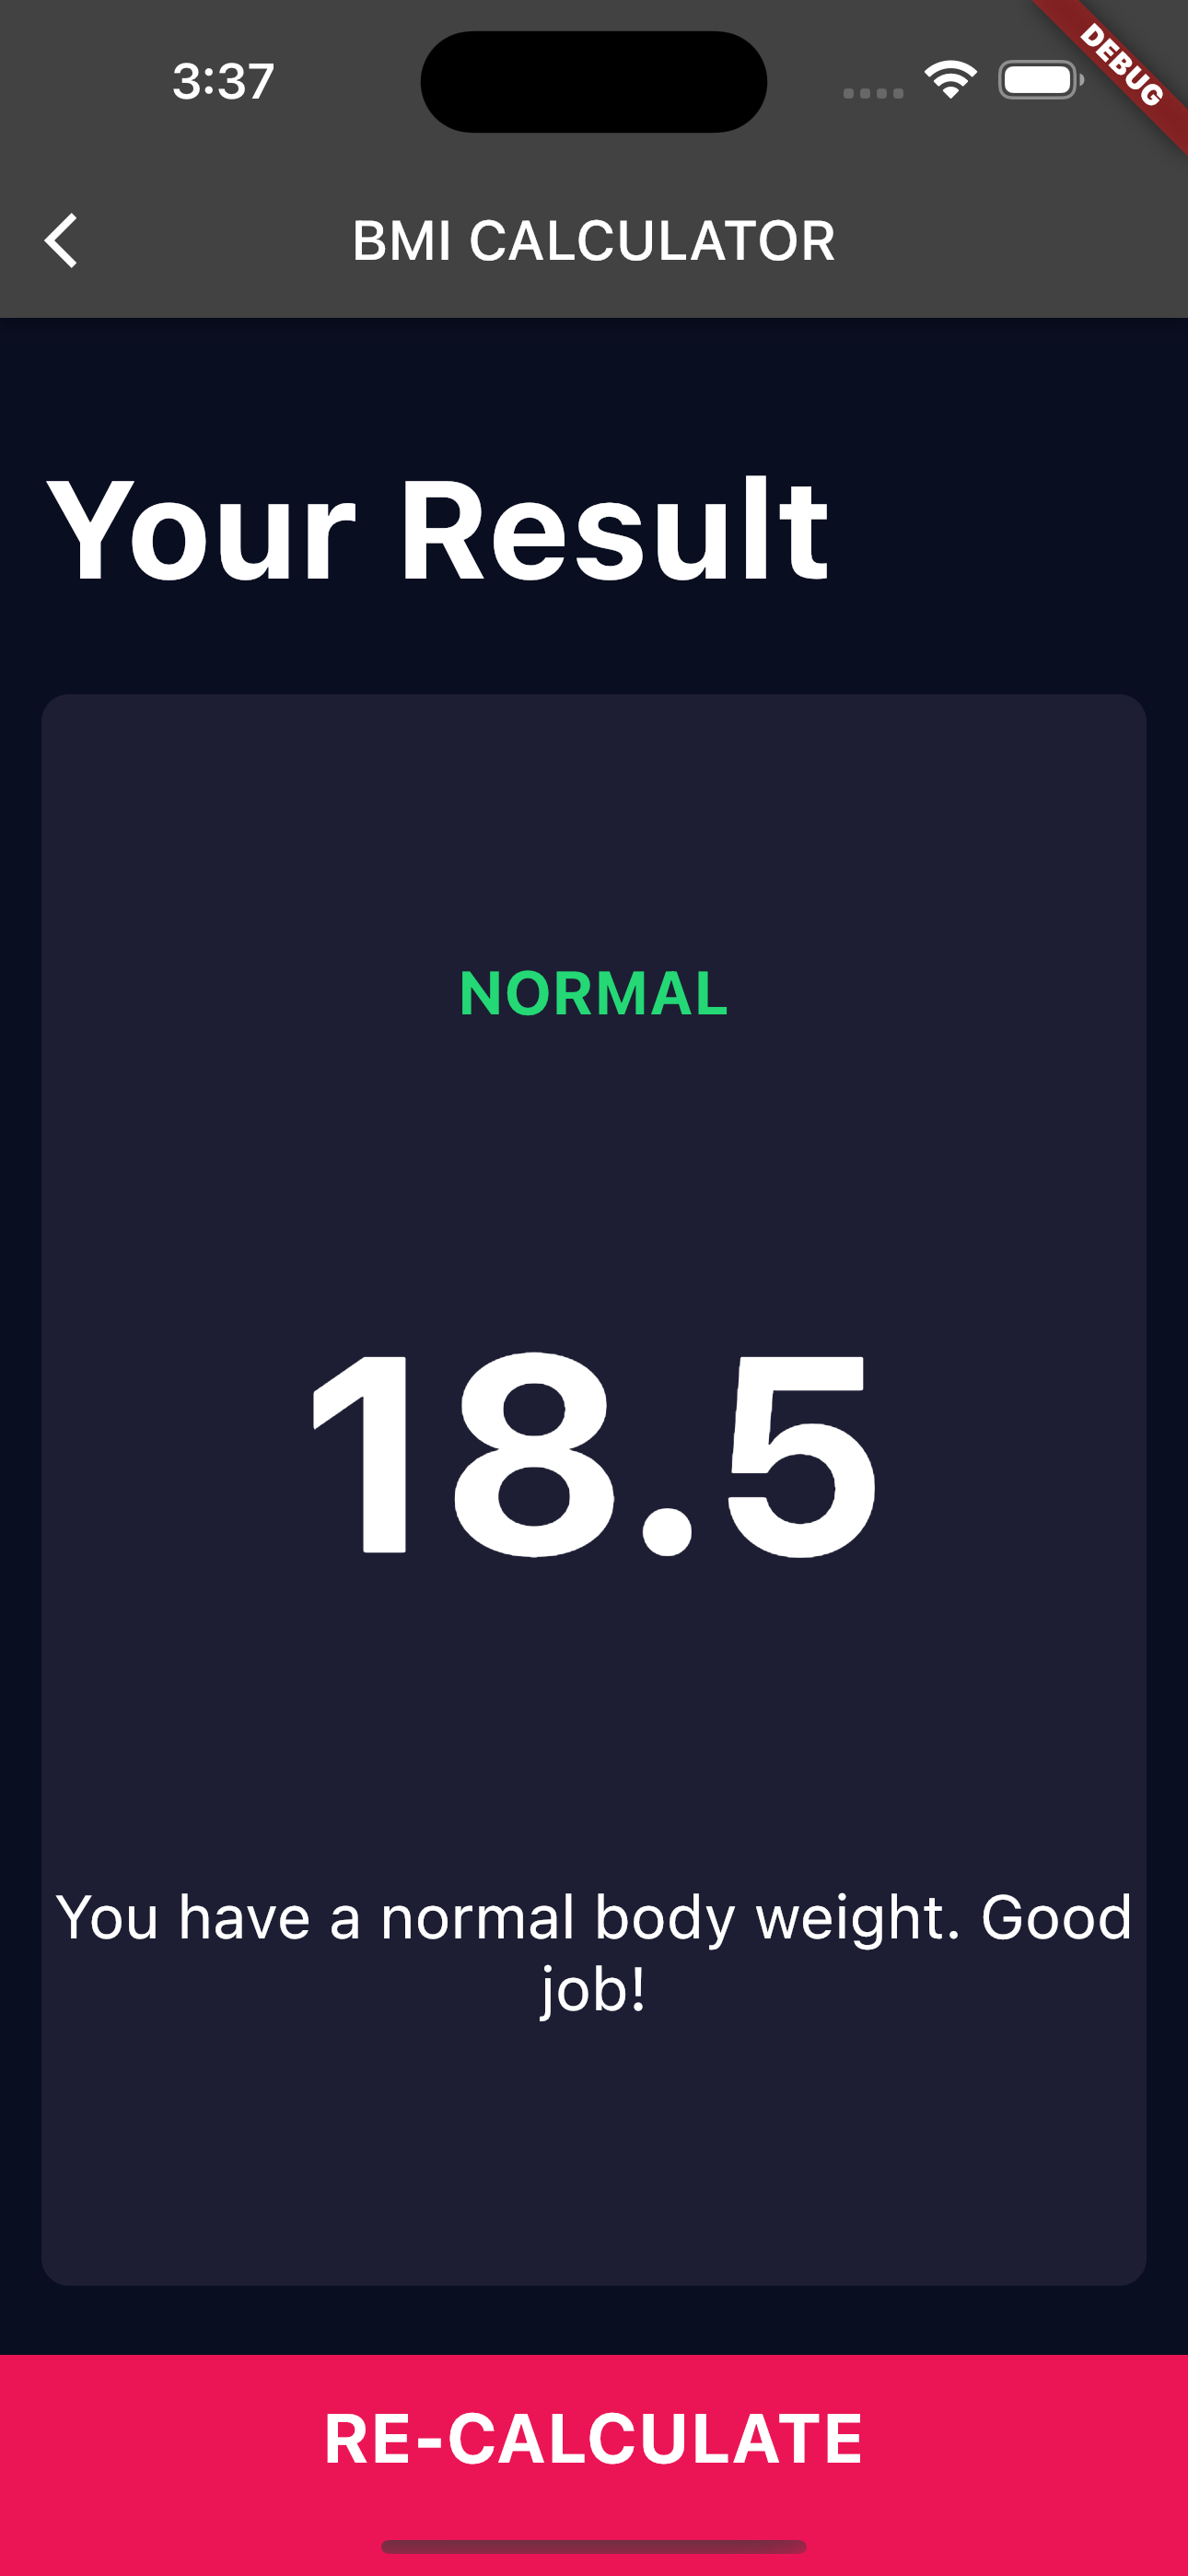 3:37
DEBUG
BMI CALCULATOR
Your Result
NORMAL
18.5
You have a normal body weight. Good
job!
RE-CALCULATE